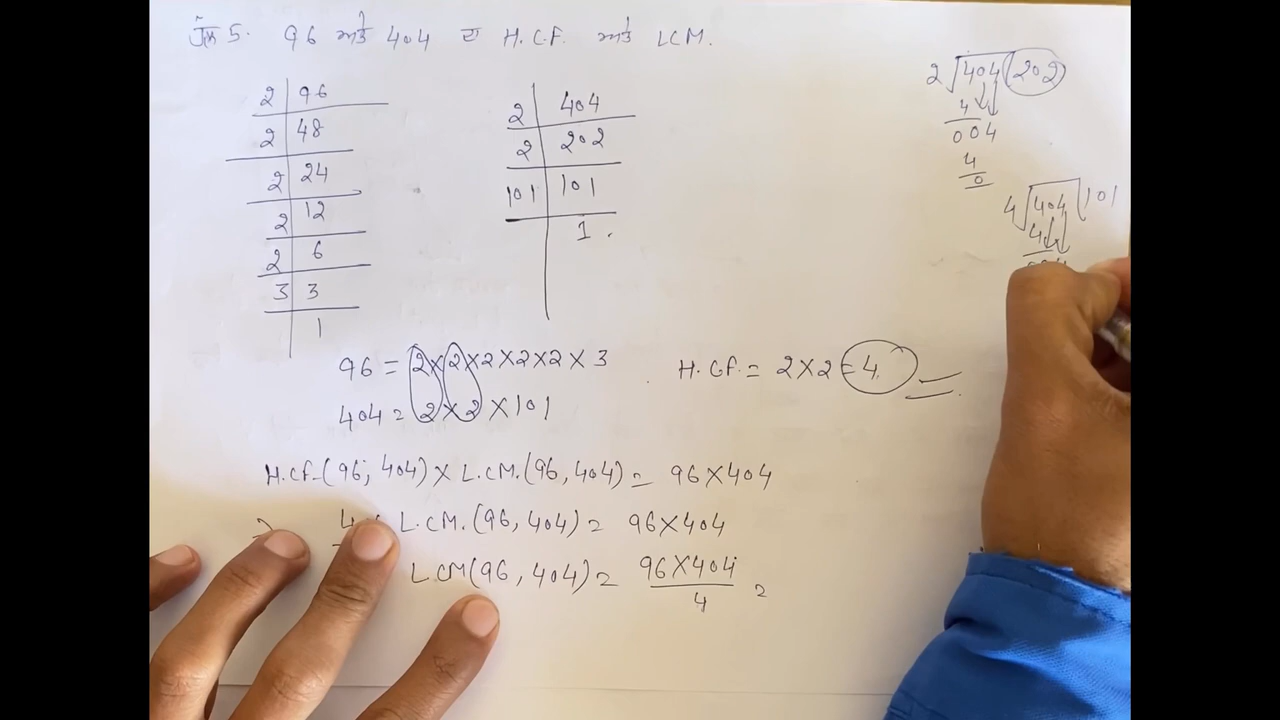 5. 96 ਅਤੇ 404 ਦਾ H.C.F. ਅਤੇ LCM.
2 96
2 48
2 24
2 12
2 6
3 3
1
2 404
2 202
101 101
1.
2 404 202
4
004
4
0
4 404 101
4
96 = 2×2×2×2×2×3
404 = 2×2×101
H.C.F. = 2×2 = 4
H.C.F.(96, 404) × L.C.M.(96, 404) = 96×404
4 × L.C.M.(96, 404) = 96×404
L.C.M(96, 404) = 96×404 / 4 =